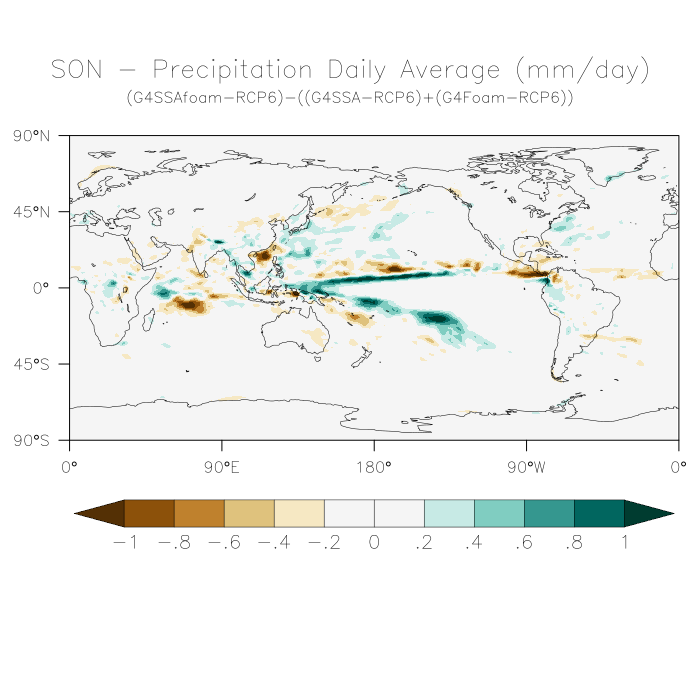 SON – Precipitation Daily Average (mm/day)
(G4SSAfoam–RCP6)–((G4SSA–RCP6)+(G4Foam–RCP6))
90°N
45°N
0°
45°S
90°S
0° 90°E 180° 90°W 0°
–1 –.8 –.6 –.4 –.2 0 .2 .4 .6 .8 1